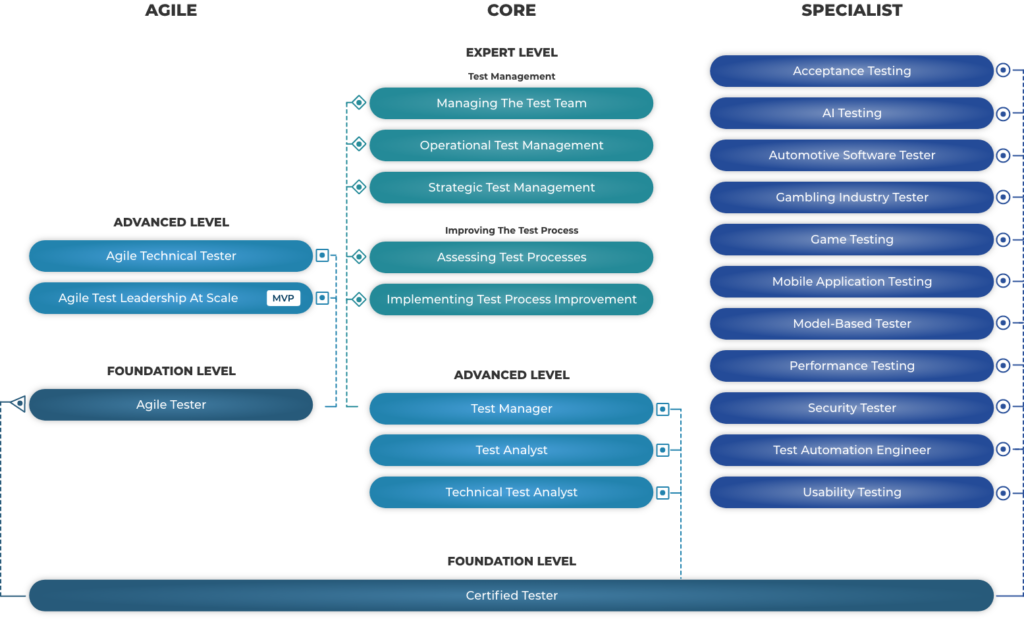 AGILE
ADVANCED LEVEL
Agile Technical Tester
Agile Test Leadership At Scale MVP
FOUNDATION LEVEL
Agile Tester
CORE
EXPERT LEVEL
Test Management
Managing The Test Team
Operational Test Management
Strategic Test Management
Improving The Test Process
Assessing Test Processes
Implementing Test Process Improvement
ADVANCED LEVEL
Test Manager
Test Analyst
Technical Test Analyst
SPECIALIST
Acceptance Testing
AI Testing
Automotive Software Tester
Gambling Industry Tester
Game Testing
Mobile Application Testing
Model-Based Tester
Performance Testing
Security Tester
Test Automation Engineer
Usability Testing
FOUNDATION LEVEL
Certified Tester